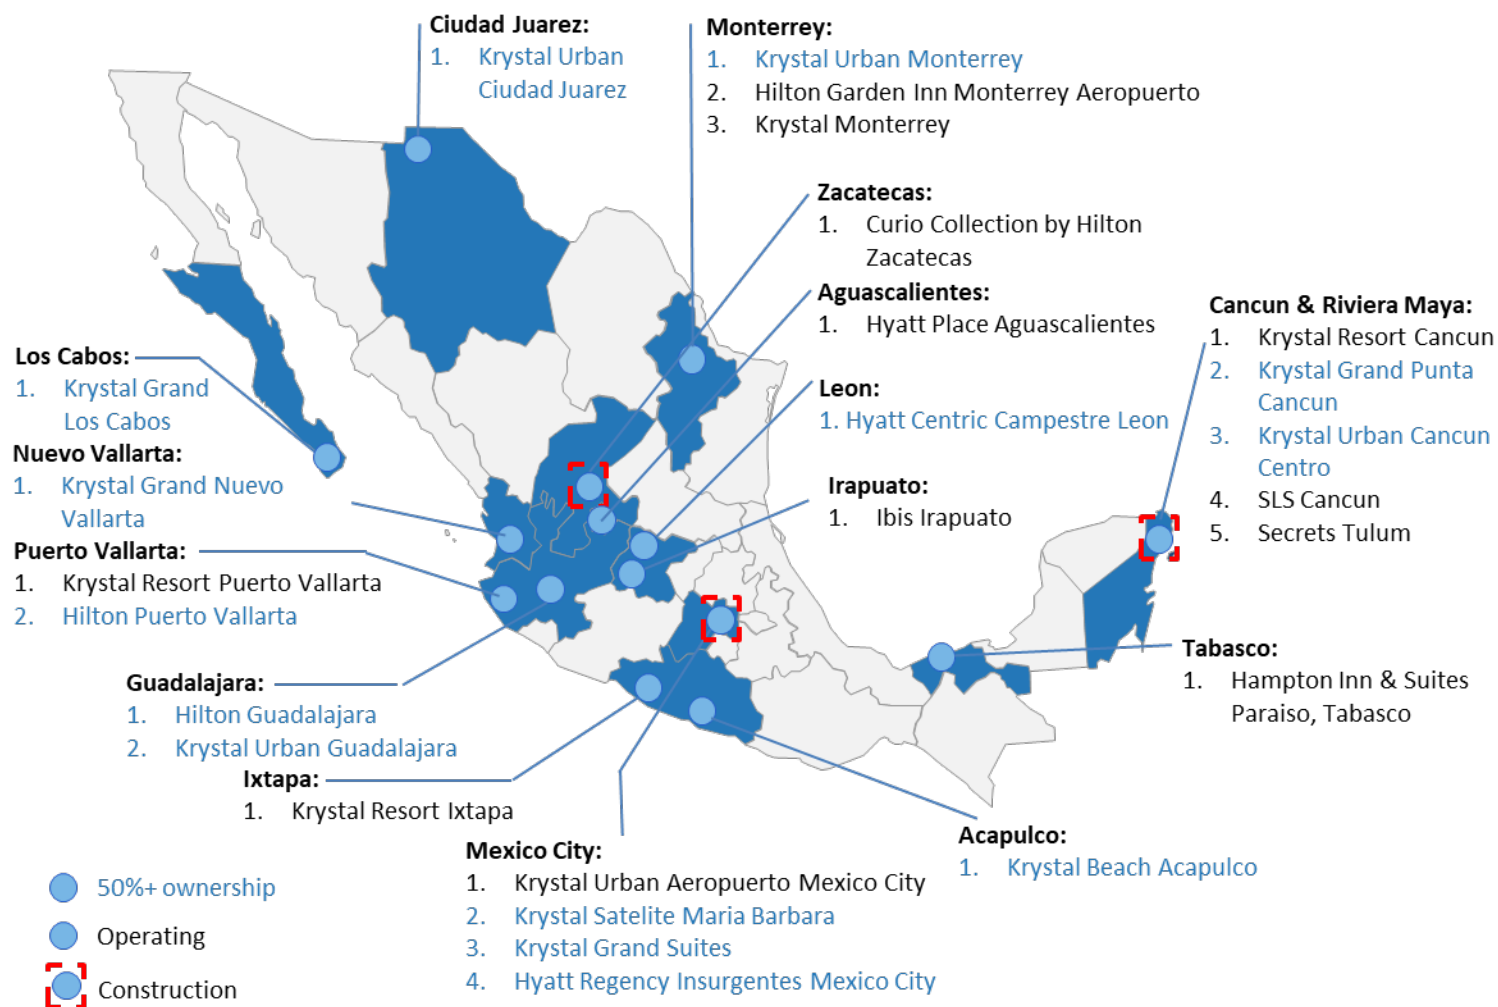 Ciudad Juarez:
1. Krystal Urban
Ciudad Juarez
Monterrey:
1. Krystal Urban Monterrey
2. Hilton Garden Inn Monterrey Aeropuerto
3. Krystal Monterrey
Zacatecas:
1. Curio Collection by Hilton
Zacatecas
Aguascalientes:
1. Hyatt Place Aguascalientes
Leon:
1. Hyatt Centric Campestre Leon
Irapuato:
1. Ibis Irapuato
Cancun & Riviera Maya:
1. Krystal Resort Cancun
2. Krystal Grand Punta
Cancun
3. Krystal Urban Cancun
Centro
4. SLS Cancun
5. Secrets Tulum
Los Cabos:
1. Krystal Grand
Los Cabos
Nuevo Vallarta:
1. Krystal Grand Nuevo
Vallarta
Puerto Vallarta:
1. Krystal Resort Puerto Vallarta
2. Hilton Puerto Vallarta
Guadalajara:
1. Hilton Guadalajara
2. Krystal Urban Guadalajara
Ixtapa:
1. Krystal Resort Ixtapa
Tabasco:
1. Hampton Inn & Suites
Paraiso, Tabasco
Mexico City:
1. Krystal Urban Aeropuerto Mexico City
2. Krystal Satelite Maria Barbara
3. Krystal Grand Suites
4. Hyatt Regency Insurgentes Mexico City
Acapulco:
1. Krystal Beach Acapulco
50%+ ownership
Operating
Construction